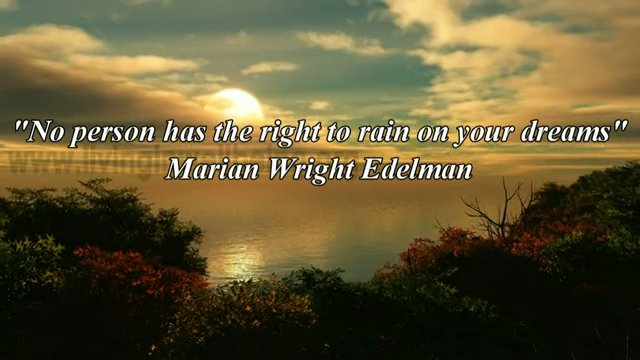 "No person has the right to rain on your dreams"
Marian Wright Edelman